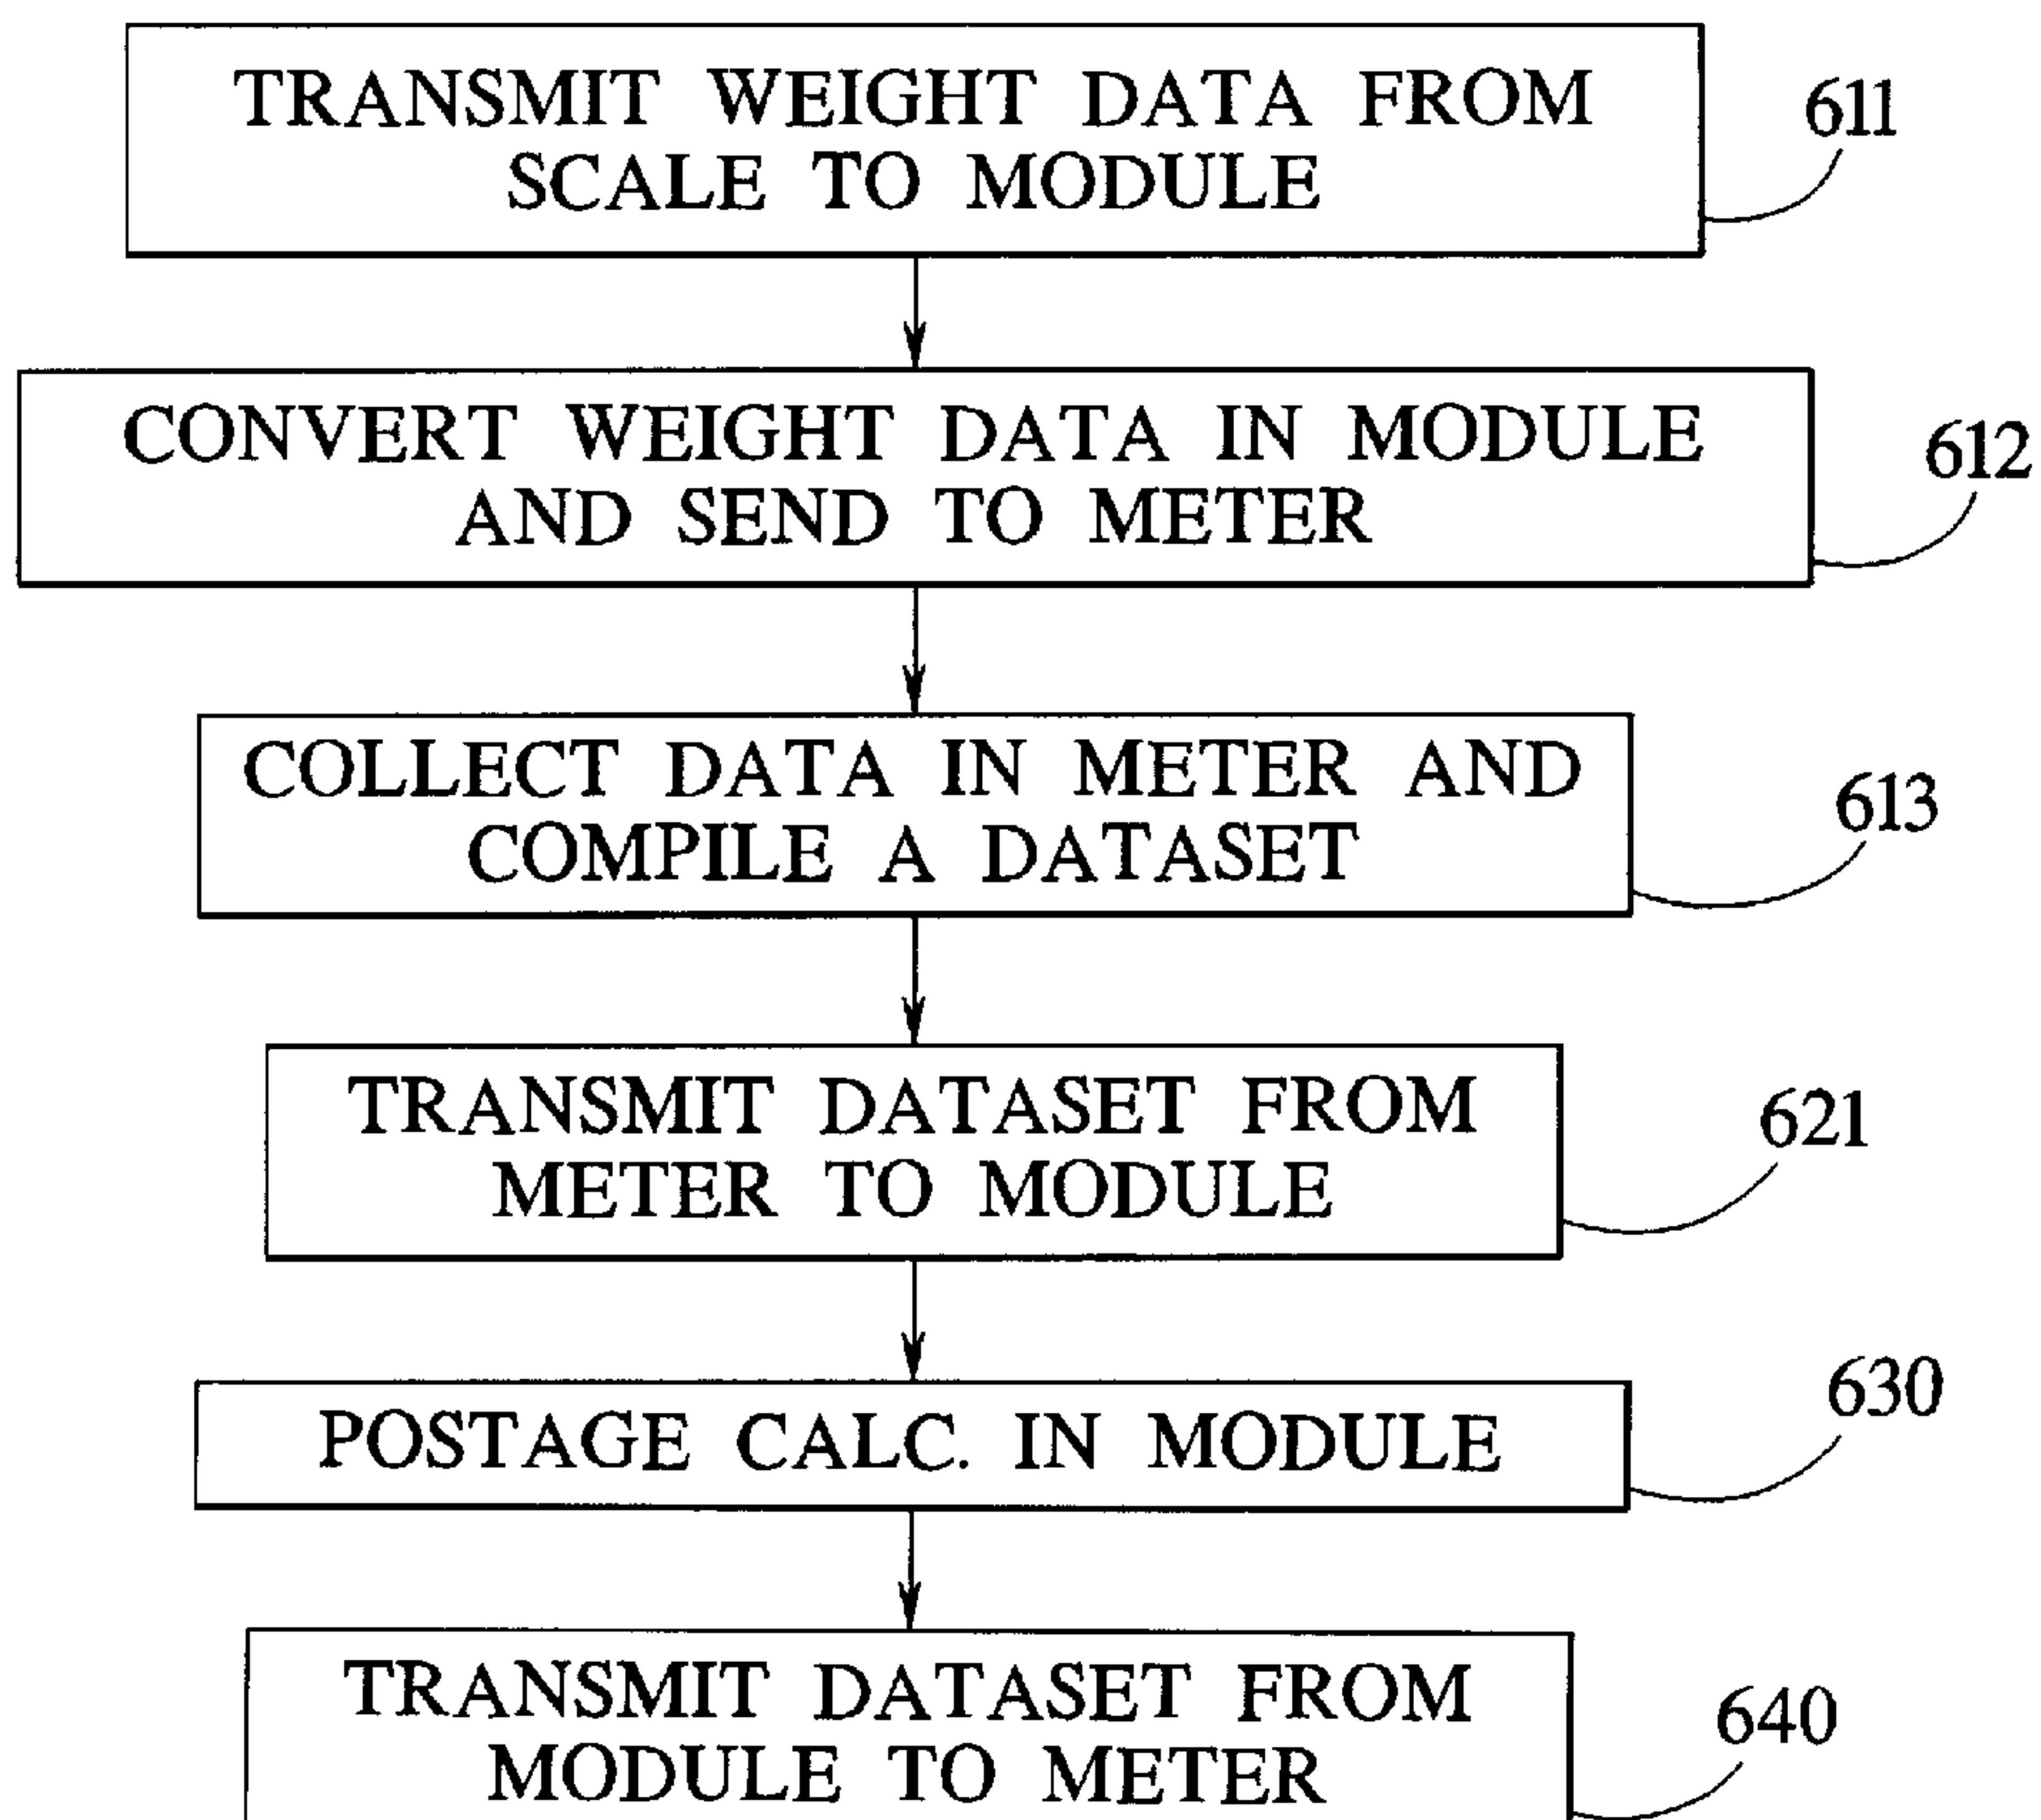 TRANSMIT WEIGHT DATA FROM
SCALE TO MODULE
611
CONVERT WEIGHT DATA IN MODULE
AND SEND TO METER
612
COLLECT DATA IN METER AND
COMPILE A DATASET
613
TRANSMIT DATASET FROM
METER TO MODULE
621
POSTAGE CALC. IN MODULE
630
TRANSMIT DATASET FROM
MODULE TO METER
640